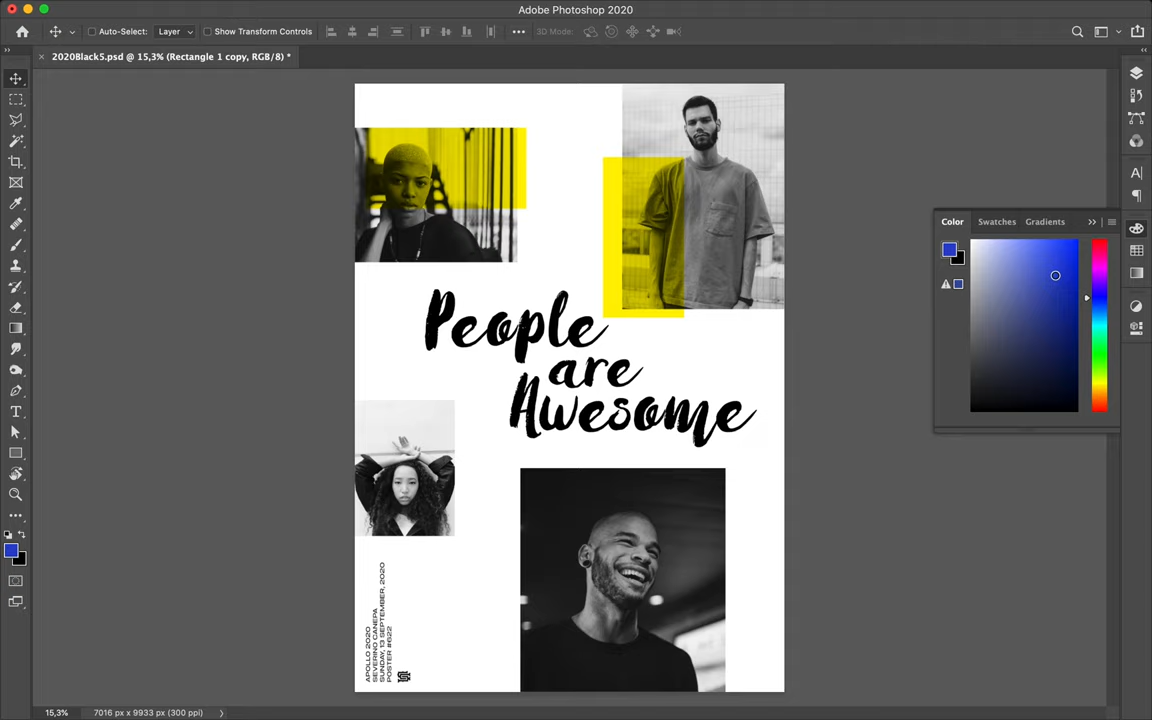 Adobe Photoshop 2020
Auto-Select:
Layer
Show Transform Controls
3D Mode:
2020Black5.psd @ 15,3% (Rectangle 1 copy, RGB/8) *
Color
Swatches
Gradients
People
are
Awesome
APOLLO 2020
SEVERINO CANEPA
SUNDAY, 13 SEPTEMBER, 2020
POSTER #622
15,3%
7016 px x 9933 px (300 ppi)